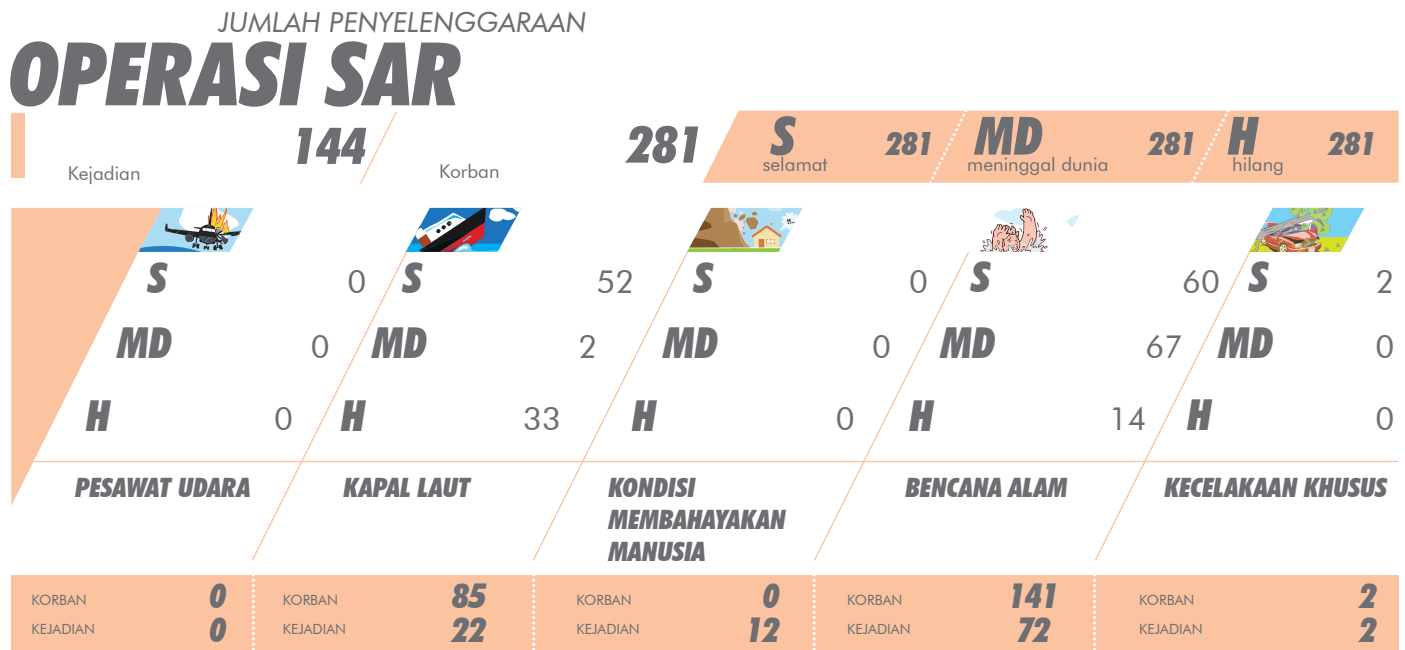 JUMLAH PENYELENGGARAAN
OPERASI SAR
Kejadian 144
Korban 281
S selamat 281
MD meninggal dunia 281
H hilang 281
S 0 S 52 S 0 S 60 S 2
MD 0 MD 2 MD 0 MD 67 MD 0
H 0 H 33 H 0 H 14 H 0
PESAWAT UDARA
KAPAL LAUT
KONDISI
MEMBAHAYAKAN
MANUSIA
BENCANA ALAM
KECELAKAAN KHUSUS
KORBAN 0 KORBAN 85 KORBAN 0 KORBAN 141 KORBAN 2
KEJADIAN 0 KEJADIAN 22 KEJADIAN 12 KEJADIAN 72 KEJADIAN 2